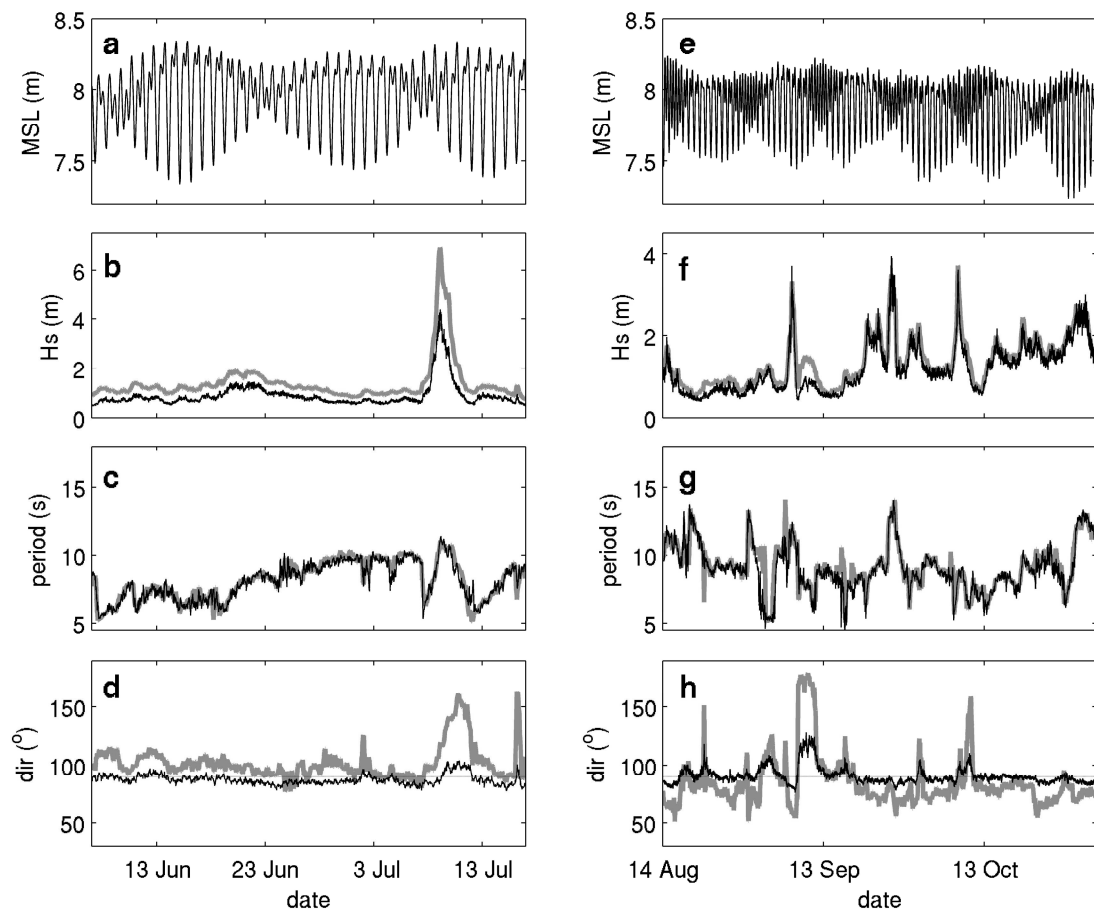 a
MSL (m)
8.5
8
7.5
b
Hs (m)
6
4
2
0
c
period (s)
15
10
5
d
dir (°)
150
100
50
13 Jun 23 Jun 3 Jul 13 Jul
date
e
MSL (m)
8.5
8
7.5
f
Hs (m)
4
2
0
g
period (s)
15
10
5
h
dir (°)
150
100
50
14 Aug 13 Sep 13 Oct
date